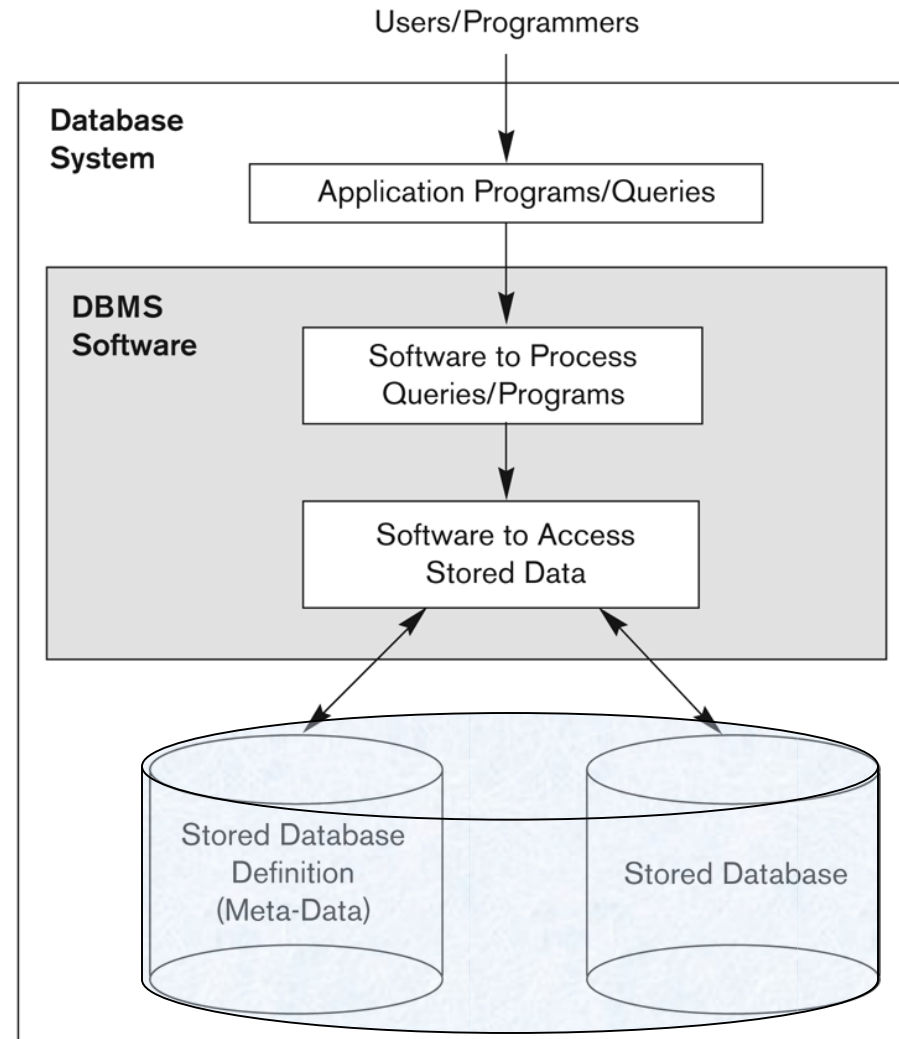 Users/Programmers
Database
System
Application Programs/Queries
DBMS
Software
Software to Process
Queries/Programs
Software to Access
Stored Data
Stored Database
Definition
(Meta-Data)
Stored Database